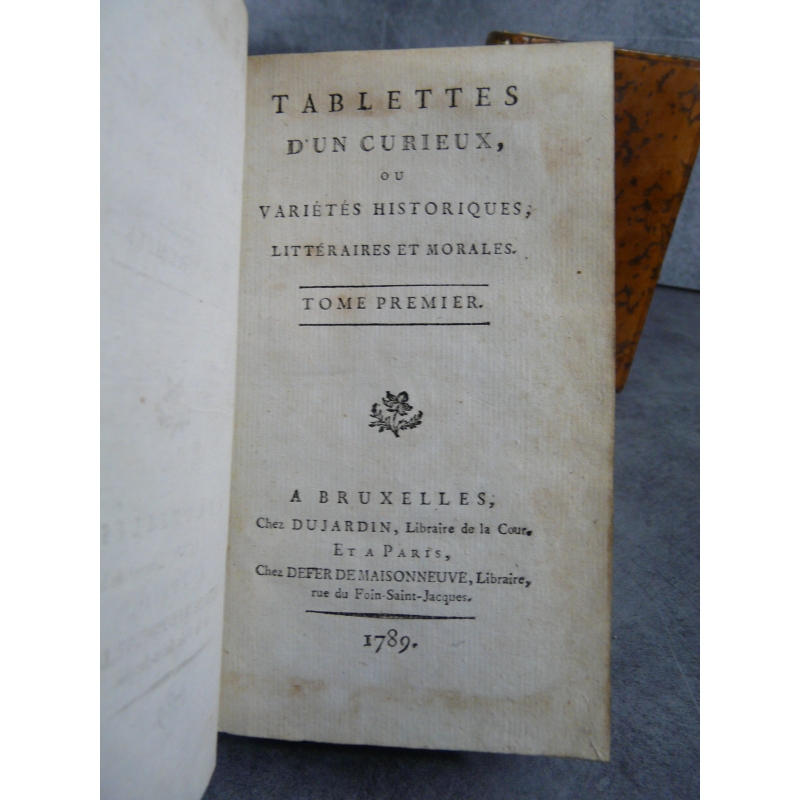 TABLETTES
D'UN CURIEUX,
OU
VARIÉTÉS HISTORIQUES,
LITTÉRAIRES ET MORALES.
TOME PREMIER.
A BRUXELLES,
Chez DUJARDIN, Libraire de la Cour.
ET A PARIS,
Chez DEFER DE MAISONNEUVE, Libraire,
rue du Foin-Saint-Jacques.
1789.